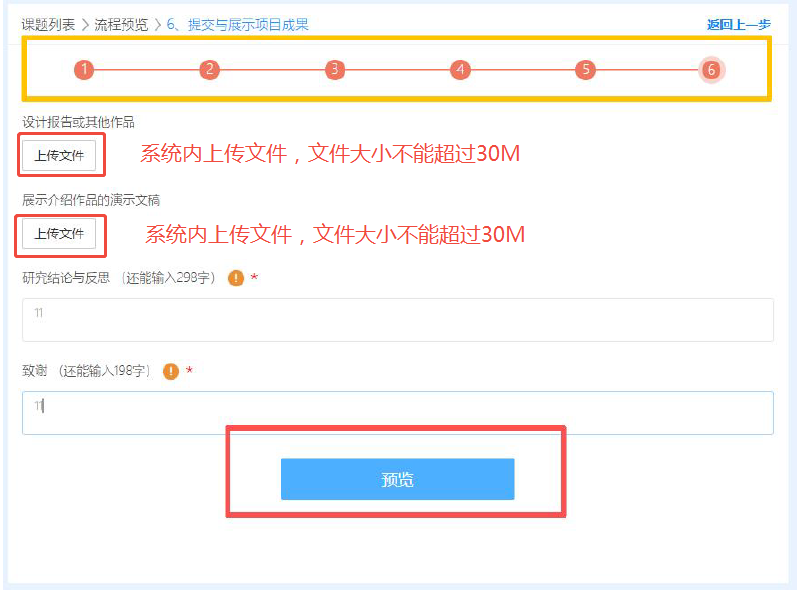 课题列表 > 流程预览 > 6、提交与展示项目成果 返回上一步
1 2 3 4 5 6
设计报告或其他作品
上传文件 系统内上传文件，文件大小不能超过30M
展示介绍作品的演示文稿
上传文件 系统内上传文件，文件大小不能超过30M
研究结论与反思 （还能输入298字） ! *
11
致谢 （还能输入198字） ! *
11
预览